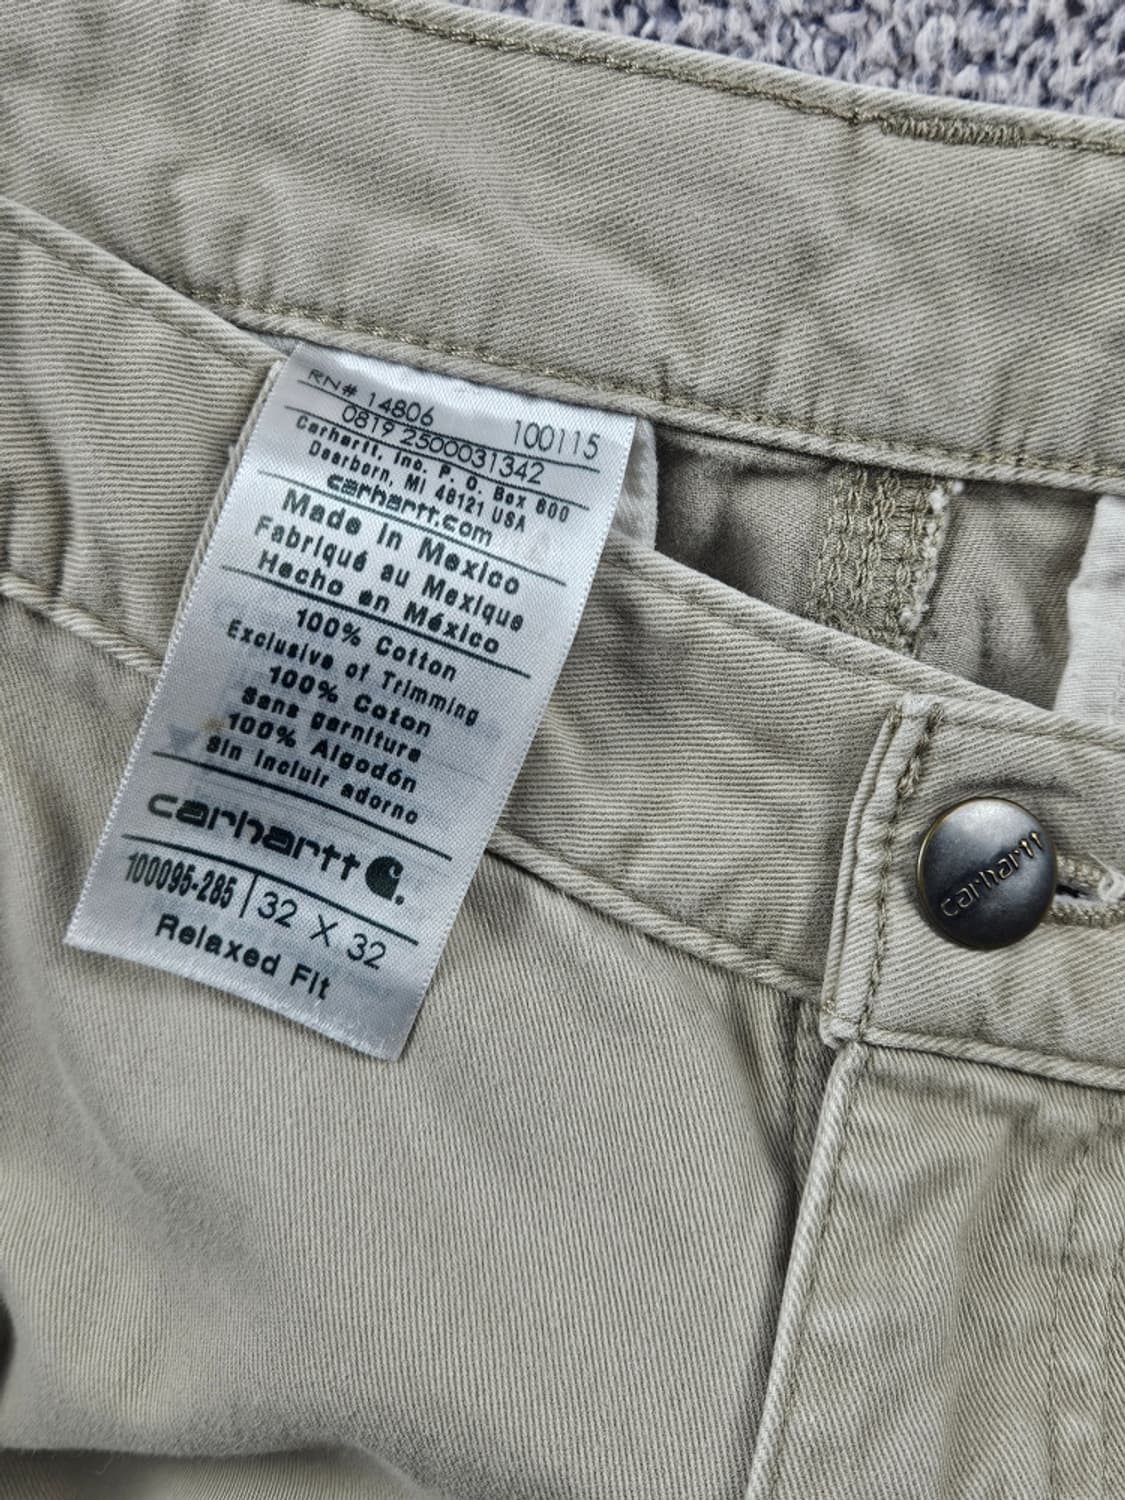 RN# 14806 100115
0819 2500031342
Carhartt, Inc. P. O. Box 600
Dearborn, MI 48121 USA
carhartt.com
Made in Mexico
Fabriqué au Mexique
Hecho en México
100% Cotton
Exclusive of Trimming
100% Coton
Sans garniture
100% Algodón
Sin incluir adorno
carhartt
100095-285 | 32 X 32
Relaxed Fit
carhartt